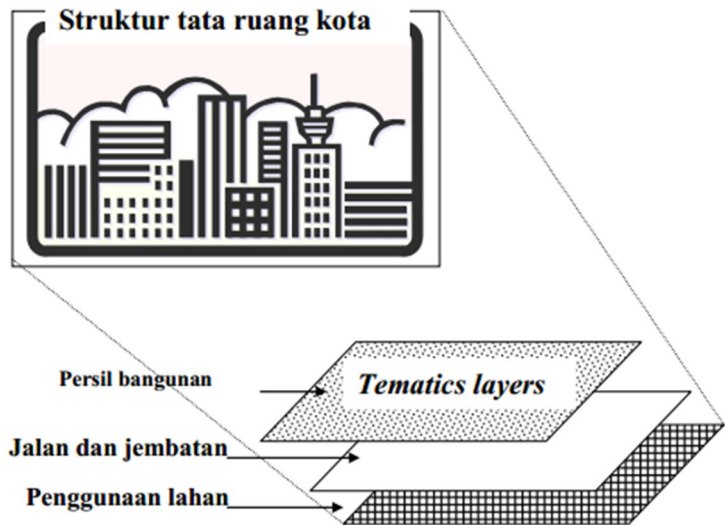 Struktur tata ruang kota
Persil bangunan
Tematics layers
Jalan dan jembatan
Penggunaan lahan